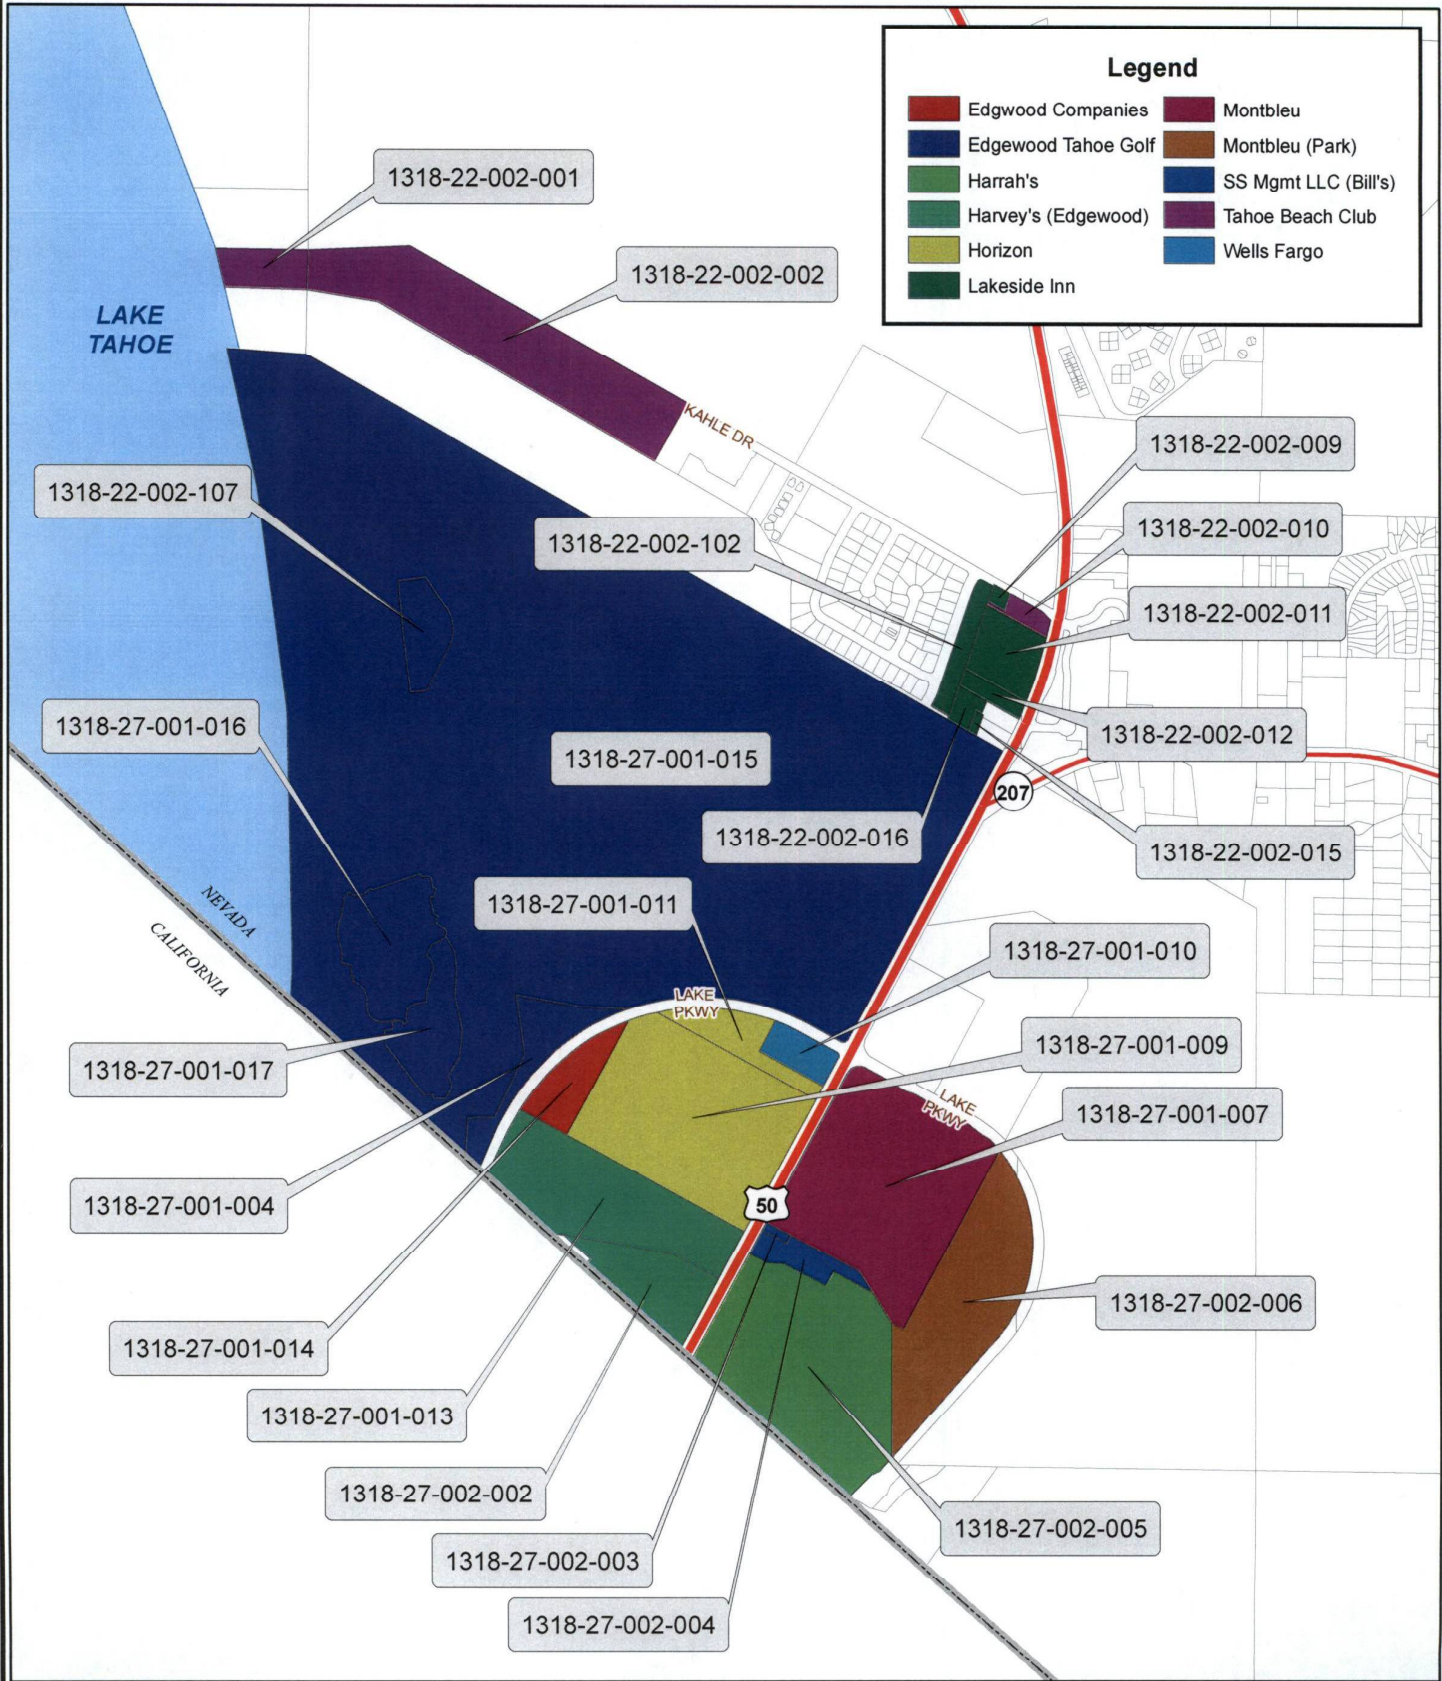 Legend
Edgwood Companies
Edgewood Tahoe Golf
Harrah's
Harvey's (Edgewood)
Horizon
Lakeside Inn
Montbleu
Montbleu (Park)
SS Mgmt LLC (Bill's)
Tahoe Beach Club
Wells Fargo
1318-22-002-001
1318-22-002-002
LAKE
TAHOE
KAHLE DR
1318-22-002-009
1318-22-002-107
1318-22-002-010
1318-22-002-102
1318-22-002-011
1318-27-001-016
1318-22-002-012
1318-27-001-015
207
1318-22-002-016
1318-22-002-015
NEVADA
CALIFORNIA
1318-27-001-011
1318-27-001-010
LAKE
PKWY
1318-27-001-009
1318-27-001-017
LAKE
PKWY
1318-27-001-007
1318-27-001-004
50
1318-27-002-006
1318-27-001-014
1318-27-001-013
1318-27-002-002
1318-27-002-005
1318-27-002-003
1318-27-002-004